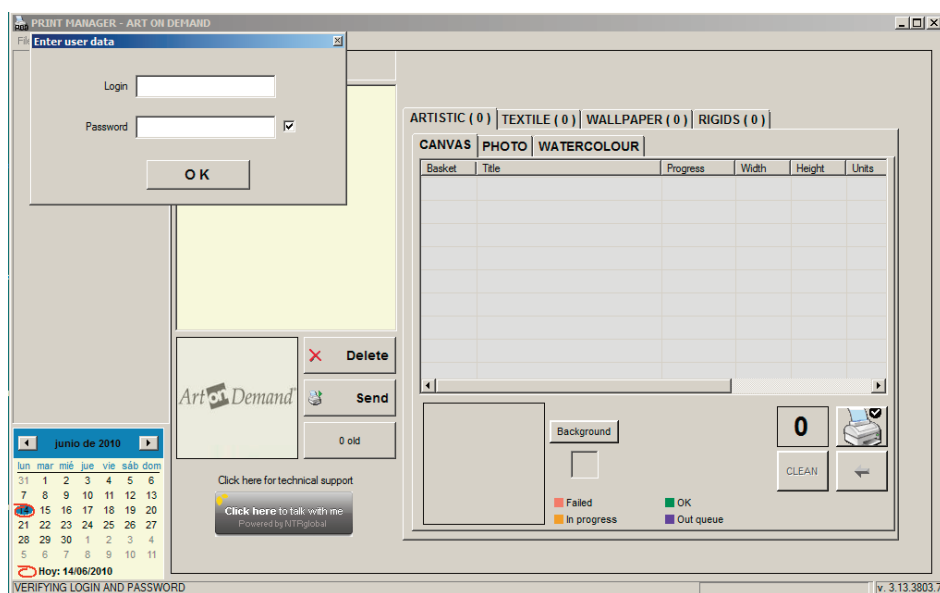 PRINT MANAGER - ART ON DEMAND
Enter user data
Login
Password
O K
ARTISTIC ( 0 ) TEXTILE ( 0 ) WALLPAPER ( 0 ) RIGIDS ( 0 )
CANVAS PHOTO WATERCOLOUR
Basket Title Progress Width Height Units
Delete
Art on Demand
Send
0 old
Background
0
CLEAN
Failed OK
In progress Out queue
Click here for technical support
Click here to talk with me
Powered by NTRglobal
junio de 2010
lun mar mié jue vie sáb dom
31 1 2 3 4 5 6
7 8 9 10 11 12 13
14 15 16 17 18 19 20
21 22 23 24 25 26 27
28 29 30 1 2 3 4
5 6 7 8 9 10 11
Hoy: 14/06/2010
VERIFYING LOGIN AND PASSWORD
v. 3.13.3803.7